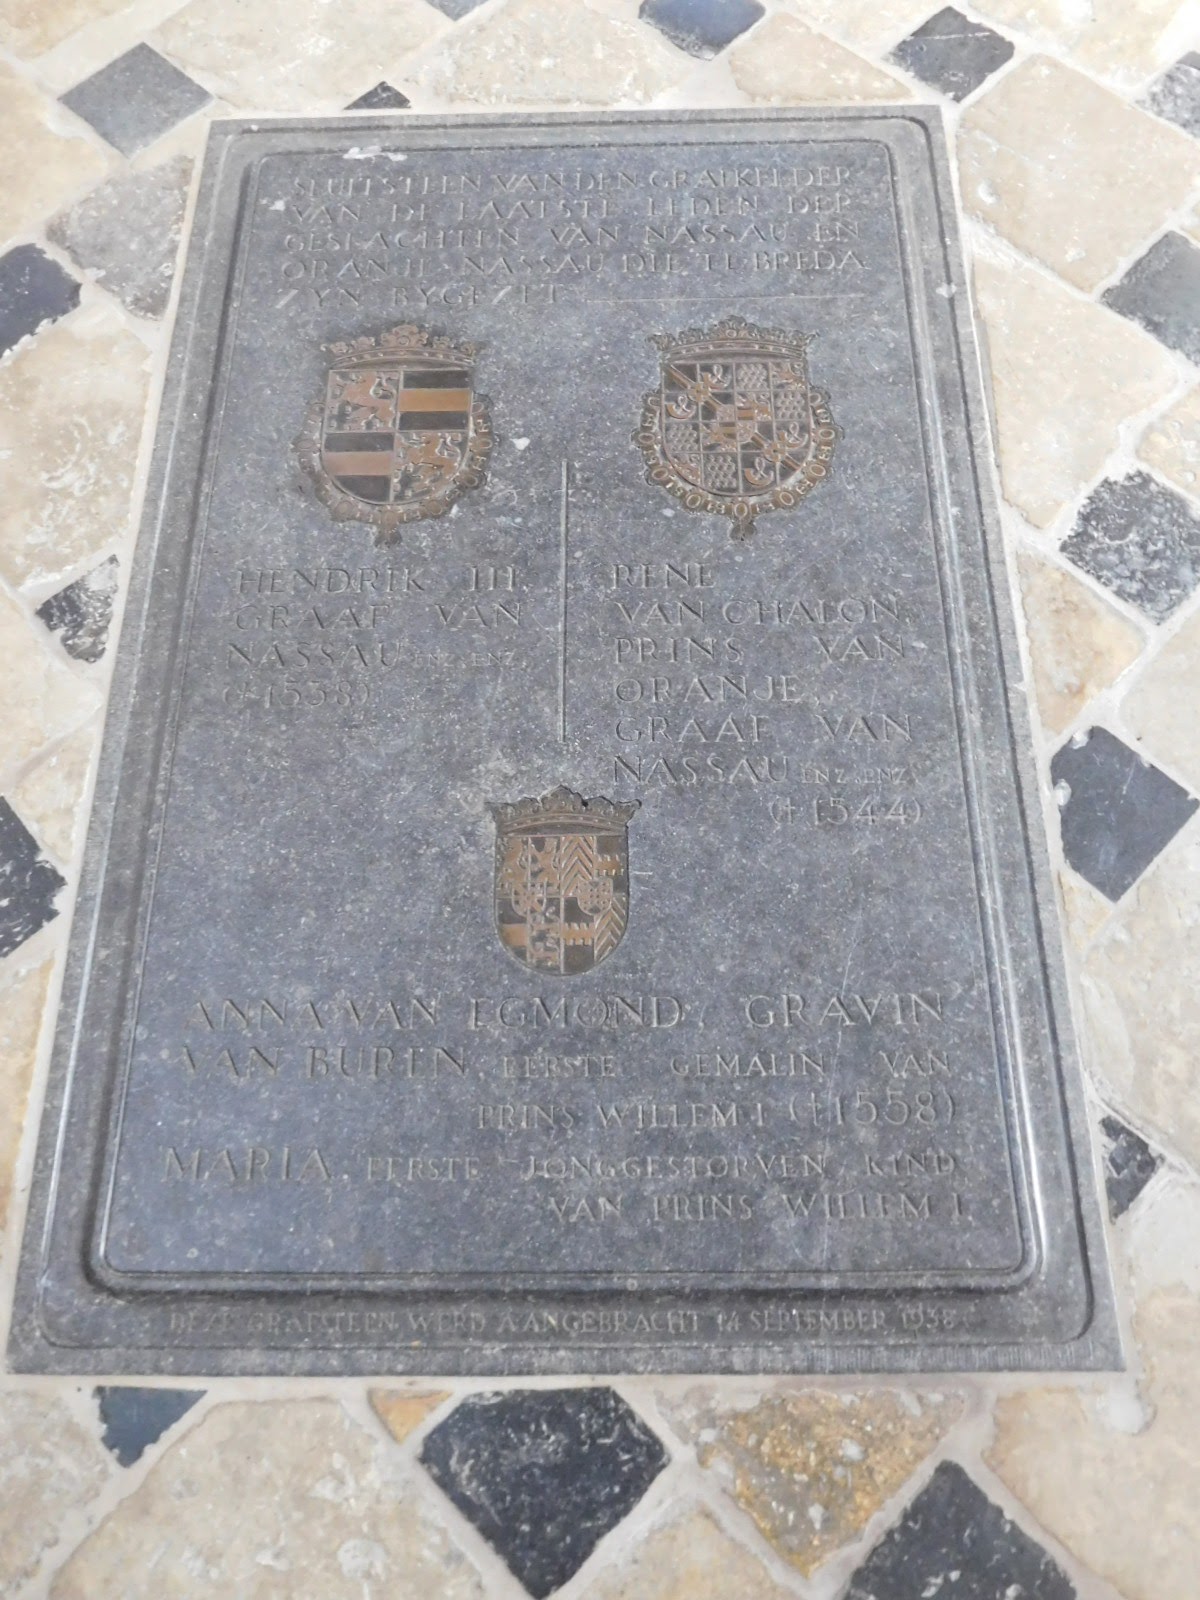 SLUITSTEEN VAN DEN GRAFKELDER
VAN DE LAATSTE LEDEN DER
GESLACHTEN VAN NASSAU EN
ORANJE-NASSAU DIE TE BREDA
ZYN BYGEZET
HENDRIK III,
GRAAF VAN
NASSAU ENZ. ENZ.
(†1538)
RENE
VAN CHALON,
PRINS VAN
ORANJE,
GRAAF VAN
NASSAU ENZ. ENZ.
(†1544)
ANNA VAN EGMOND, GRAVIN
VAN BUREN, EERSTE GEMALIN VAN
PRINS WILLEM I (†1558)
MARIA, EERSTE JONGGESTORVEN KIND
VAN PRINS WILLEM I.
DEZE GRAFSTEEN WERD AANGEBRACHT 14 SEPTEMBER 1938